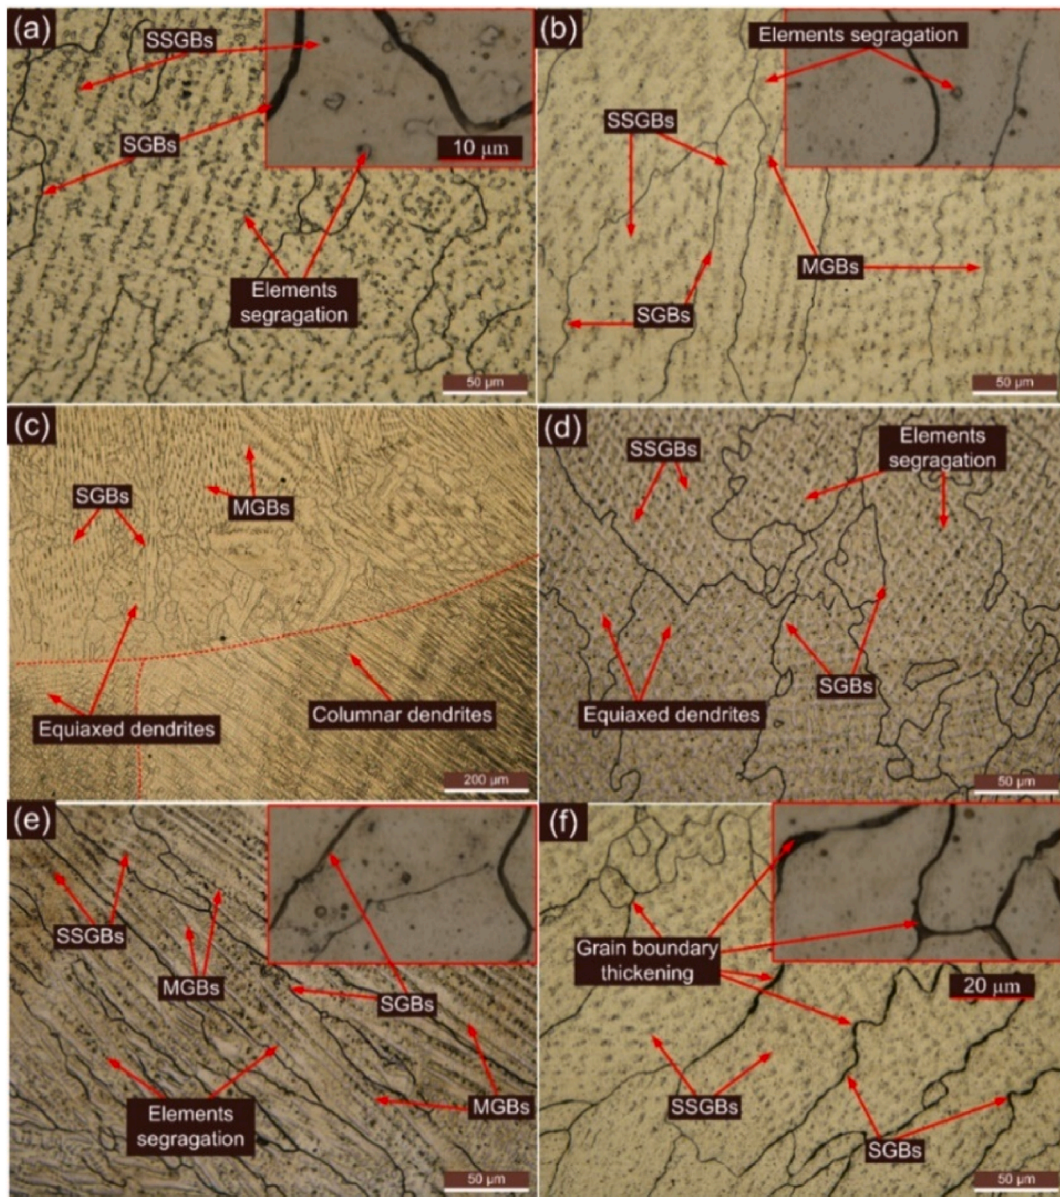 (a)
SSGBs
SGBs
10 μm
Elements
segragation
50 μm
(b)
Elements segragation
SSGBs
MGBs
SGBs
50 μm
(c)
SGBs
MGBs
Equiaxed dendrites
Columnar dendrites
200 μm
(d)
SSGBs
Elements
segragation
Equiaxed dendrites
SGBs
50 μm
(e)
SSGBs
MGBs
SGBs
Elements
segragation
MGBs
50 μm
(f)
Grain boundary
thickening
20 μm
SSGBs
SGBs
50 μm